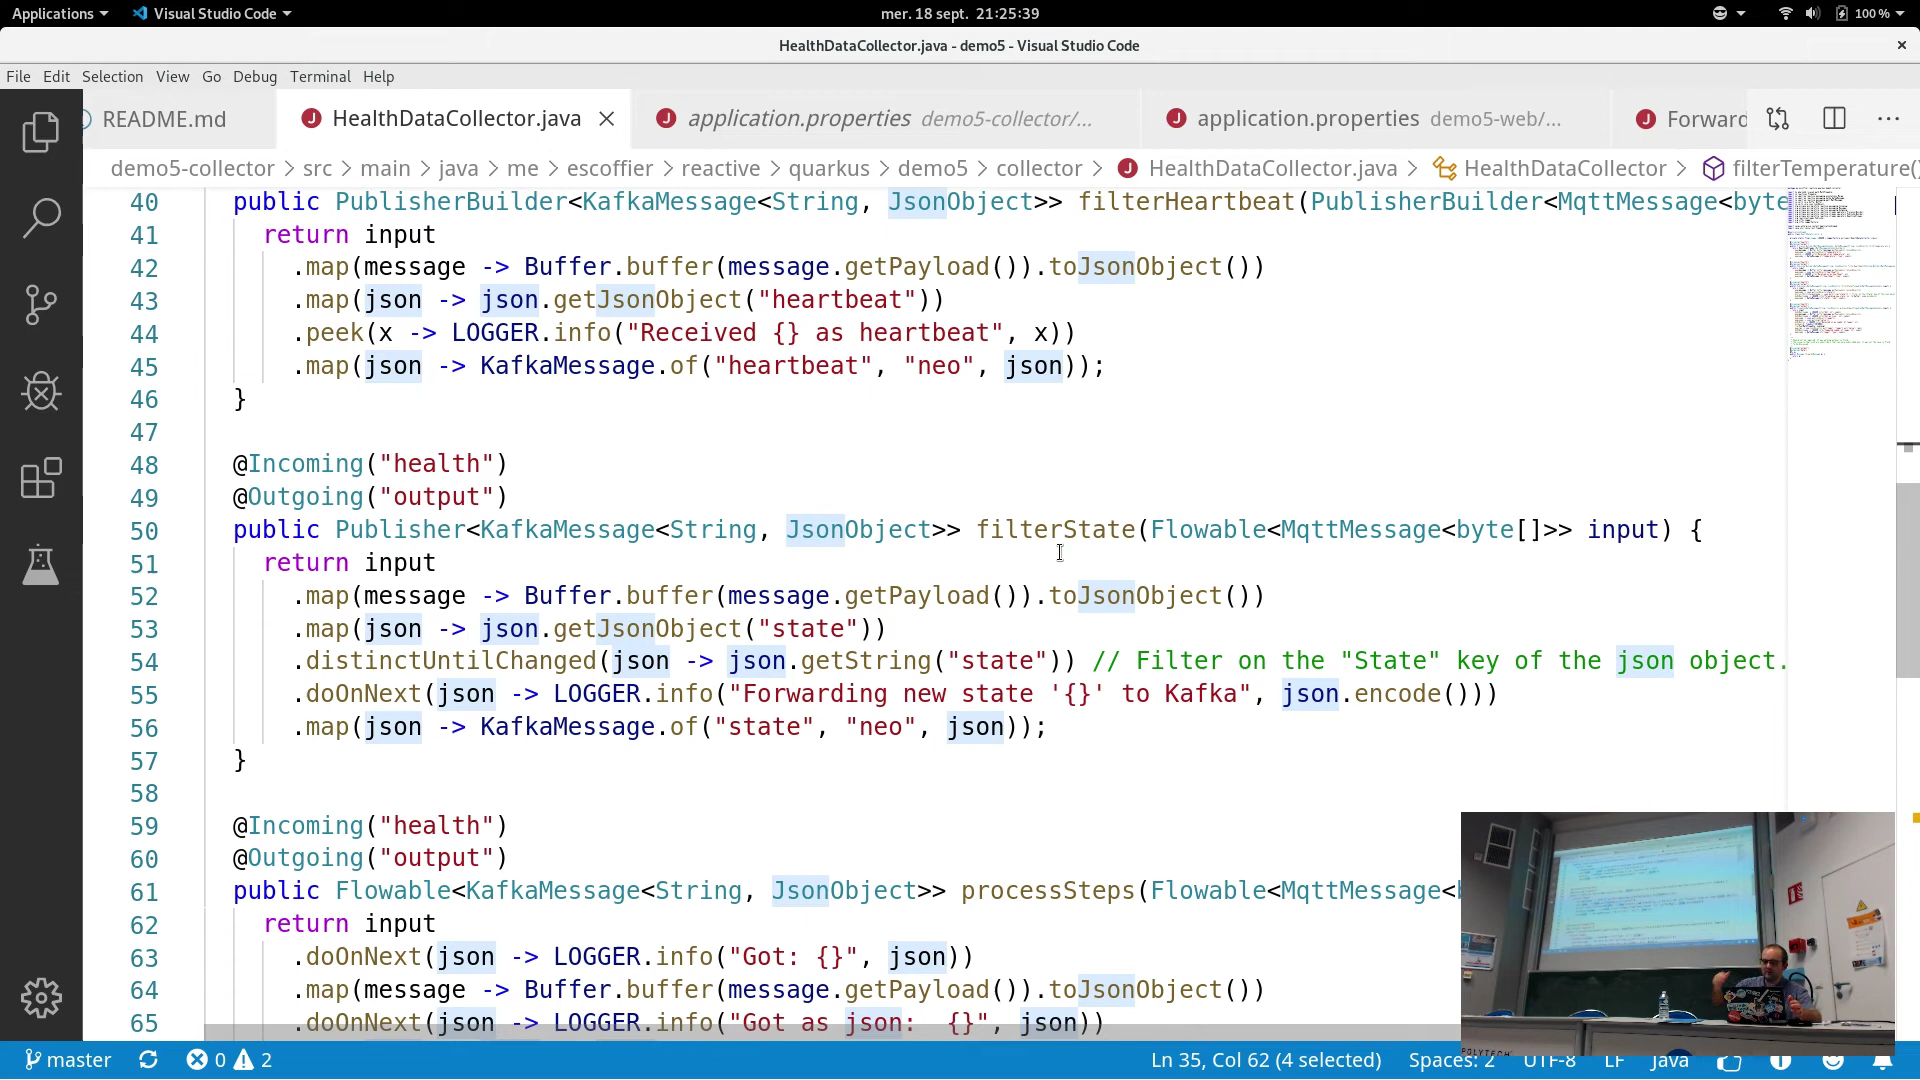 Applications
Visual Studio Code
mer. 18 sept. 21:25:39
100 %
HealthDataCollector.java - demo5 - Visual Studio Code
File Edit Selection View Go Debug Terminal Help
README.md
HealthDataCollector.java
application.properties demo5-collector/...
application.properties demo5-web/...
Forward
demo5-collector > src > main > java > me > escoffier > reactive > quarkus > demo5 > collector > HealthDataCollector.java > HealthDataCollector > filterTemperature(
40 public PublisherBuilder<KafkaMessage<String, JsonObject>> filterHeartbeat(PublisherBuilder<MqttMessage<byte
41 return input
42 .map(message -> Buffer.buffer(message.getPayload()).toJsonObject())
43 .map(json -> json.getJsonObject("heartbeat"))
44 .peek(x -> LOGGER.info("Received {} as heartbeat", x))
45 .map(json -> KafkaMessage.of("heartbeat", "neo", json));
46 }
47
48 @Incoming("health")
49 @Outgoing("output")
50 public Publisher<KafkaMessage<String, JsonObject>> filterState(Flowable<MqttMessage<byte[]>> input) {
51 return input
52 .map(message -> Buffer.buffer(message.getPayload()).toJsonObject())
53 .map(json -> json.getJsonObject("state"))
54 .distinctUntilChanged(json -> json.getString("state")) // Filter on the "State" key of the json object.
55 .doOnNext(json -> LOGGER.info("Forwarding new state '{}' to Kafka", json.encode()))
56 .map(json -> KafkaMessage.of("state", "neo", json));
57 }
58
59 @Incoming("health")
60 @Outgoing("output")
61 public Flowable<KafkaMessage<String, JsonObject>> processSteps(Flowable<MqttMessage<b
62 return input
63 .doOnNext(json -> LOGGER.info("Got: {}", json))
64 .map(message -> Buffer.buffer(message.getPayload()).toJsonObject())
65 .doOnNext(json -> LOGGER.info("Got as json: {}", json))
POLYTECH
master
0
2
Ln 35, Col 62 (4 selected)
Spaces: 2
UTF-8
LF
Java